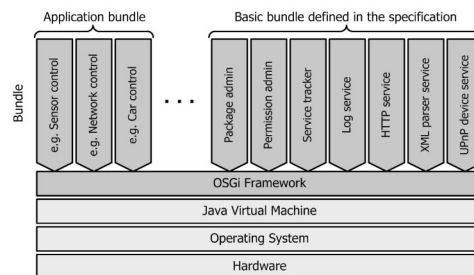 Application bundle
Basic bundle defined in the specification
Bundle
e.g. Sensor control
e.g. Network control
e.g. Car control
...
Package admin
Permission admin
Service tracker
Log service
HTTP service
XML parser service
UPnP device service
OSGi Framework
Java Virtual Machine
Operating System
Hardware